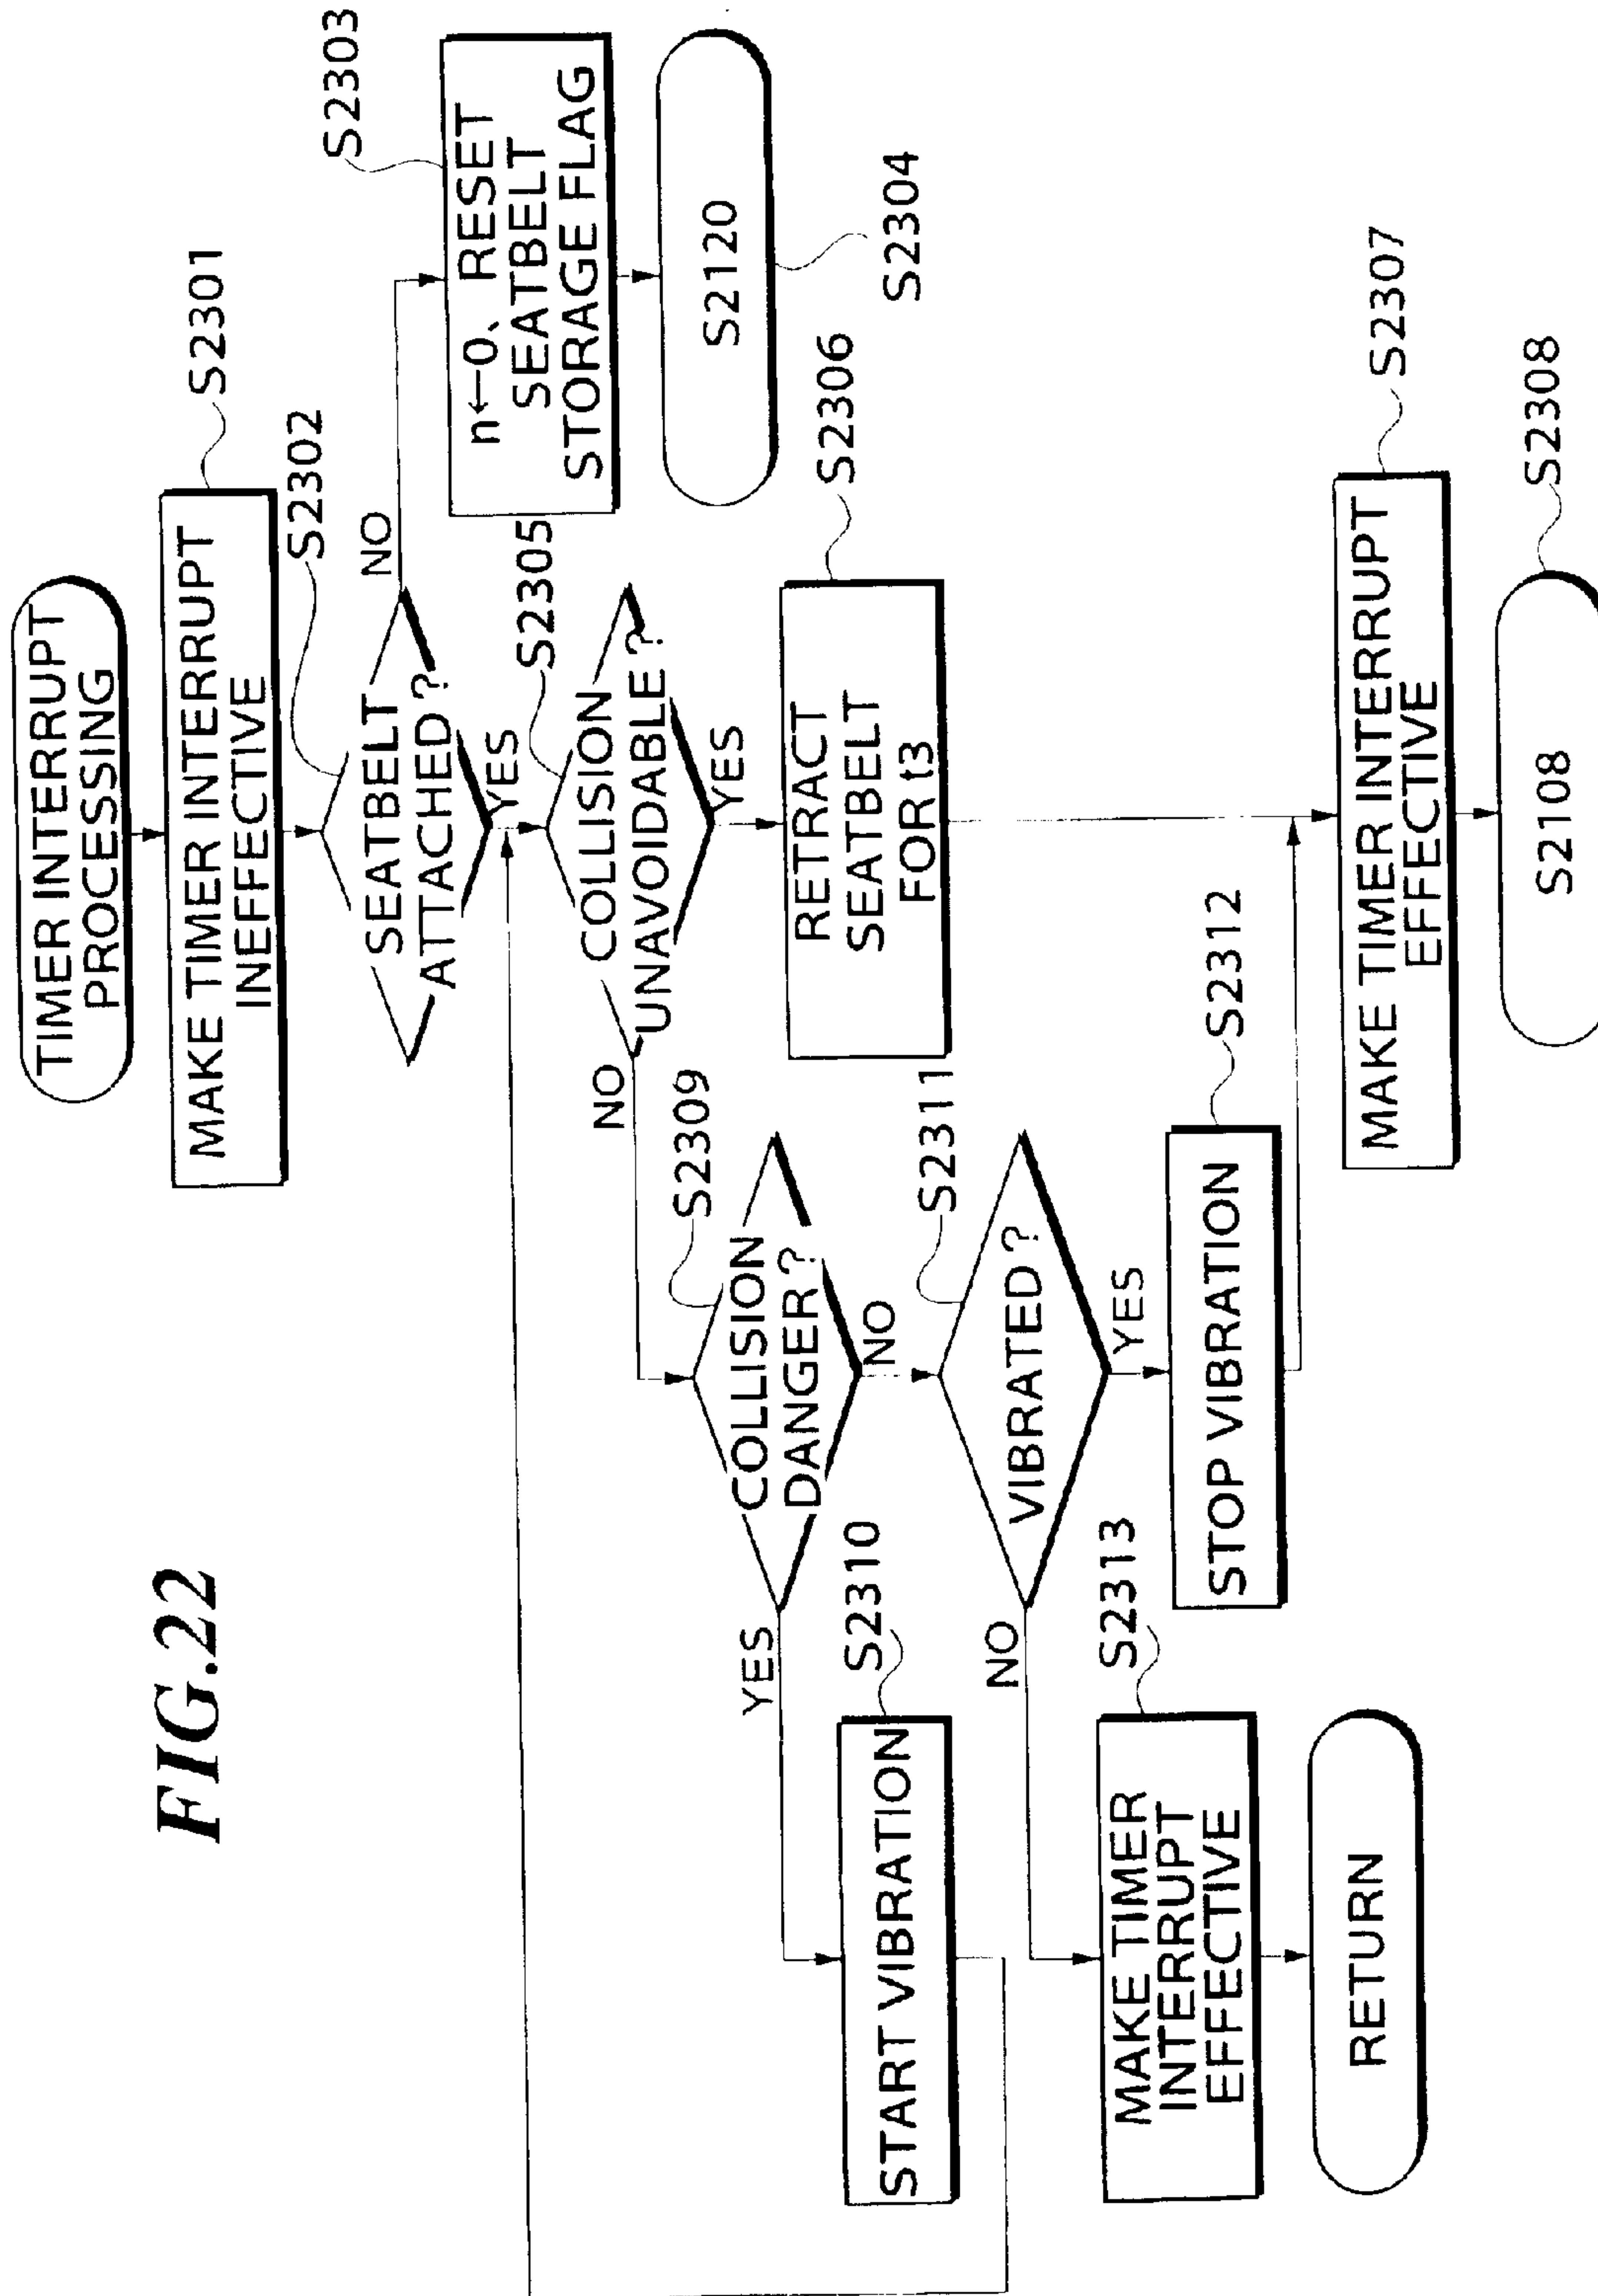 FIG.22
TIMER INTERRUPT
PROCESSING
S2301
MAKE TIMER INTERRUPT
INEFFECTIVE
S2302
SEATBELT
ATTACHED ?
NO
YES
S2303
n←0、RESET
SEATBELT
STORAGE FLAG
S2120
S2304
S2305
COLLISION
UNAVOIDABLE ?
NO
YES
S2306
RETRACT
SEATBELT
FOR t3
S2309
COLLISION
DANGER ?
YES
NO
S2310
START VIBRATION
S2311
VIBRATED ?
NO
YES
S2312
STOP VIBRATION
S2313
MAKE TIMER
INTERRUPT
EFFECTIVE
RETURN
S2307
MAKE TIMER INTERRUPT
EFFECTIVE
S2308
S2108